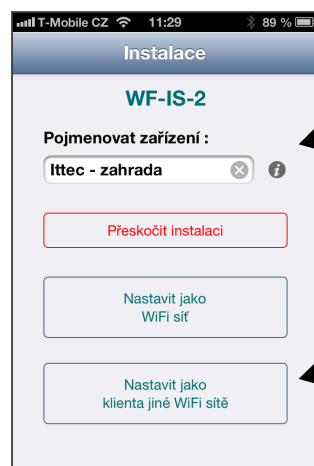 T-Mobile CZ 11:29 89 %
Instalace
WF-IS-2
Pojmenovat zařízení :
Ittec - zahrada
Přeskočit instalaci
Nastavit jako
WiFi síť
Nastavit jako
klienta jiné WiFi sítě